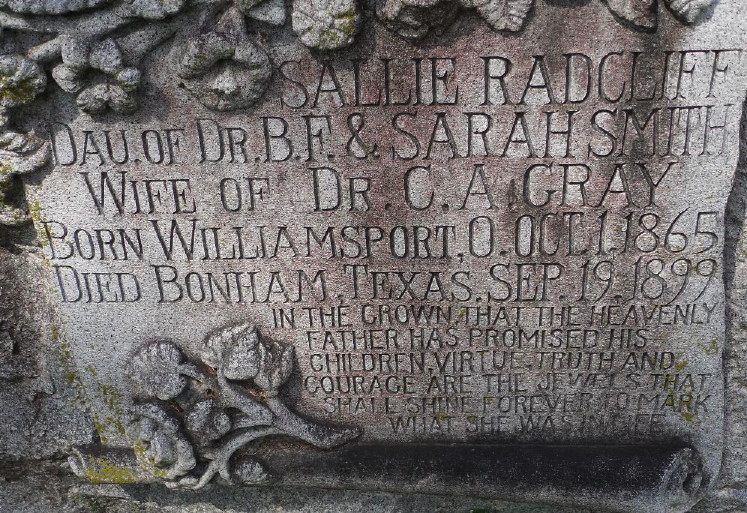 SALLIE RADCLIFF
DAU. OF DR. B. F. & SARAH SMITH
WIFE OF DR. C. A. GRAY
BORN WILLIAMSPORT, O. OCT. 1, 1865
DIED BONHAM, TEXAS, SEP. 19, 1899
IN THE CROWN THAT THE HEAVENLY
FATHER HAS PROMISED HIS
CHILDREN, VIRTUE-TRUTH AND
COURAGE ARE THE JEWELS THAT
SHALL SHINE FOREVER TO MARK
WHAT SHE WAS IN LIFE